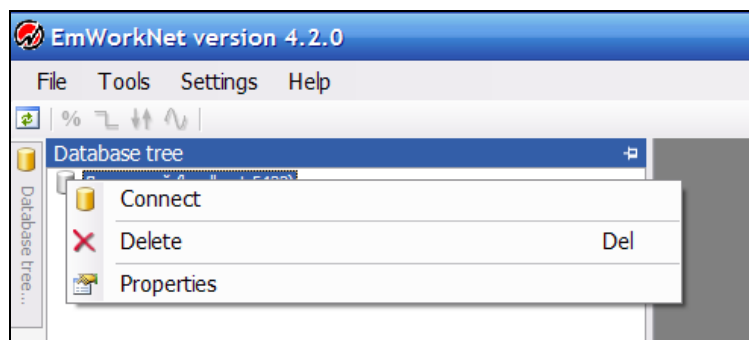 EmWorkNet version 4.2.0
File Tools Settings Help
%
Database tree
Database tree...
Connect
Delete Del
Properties